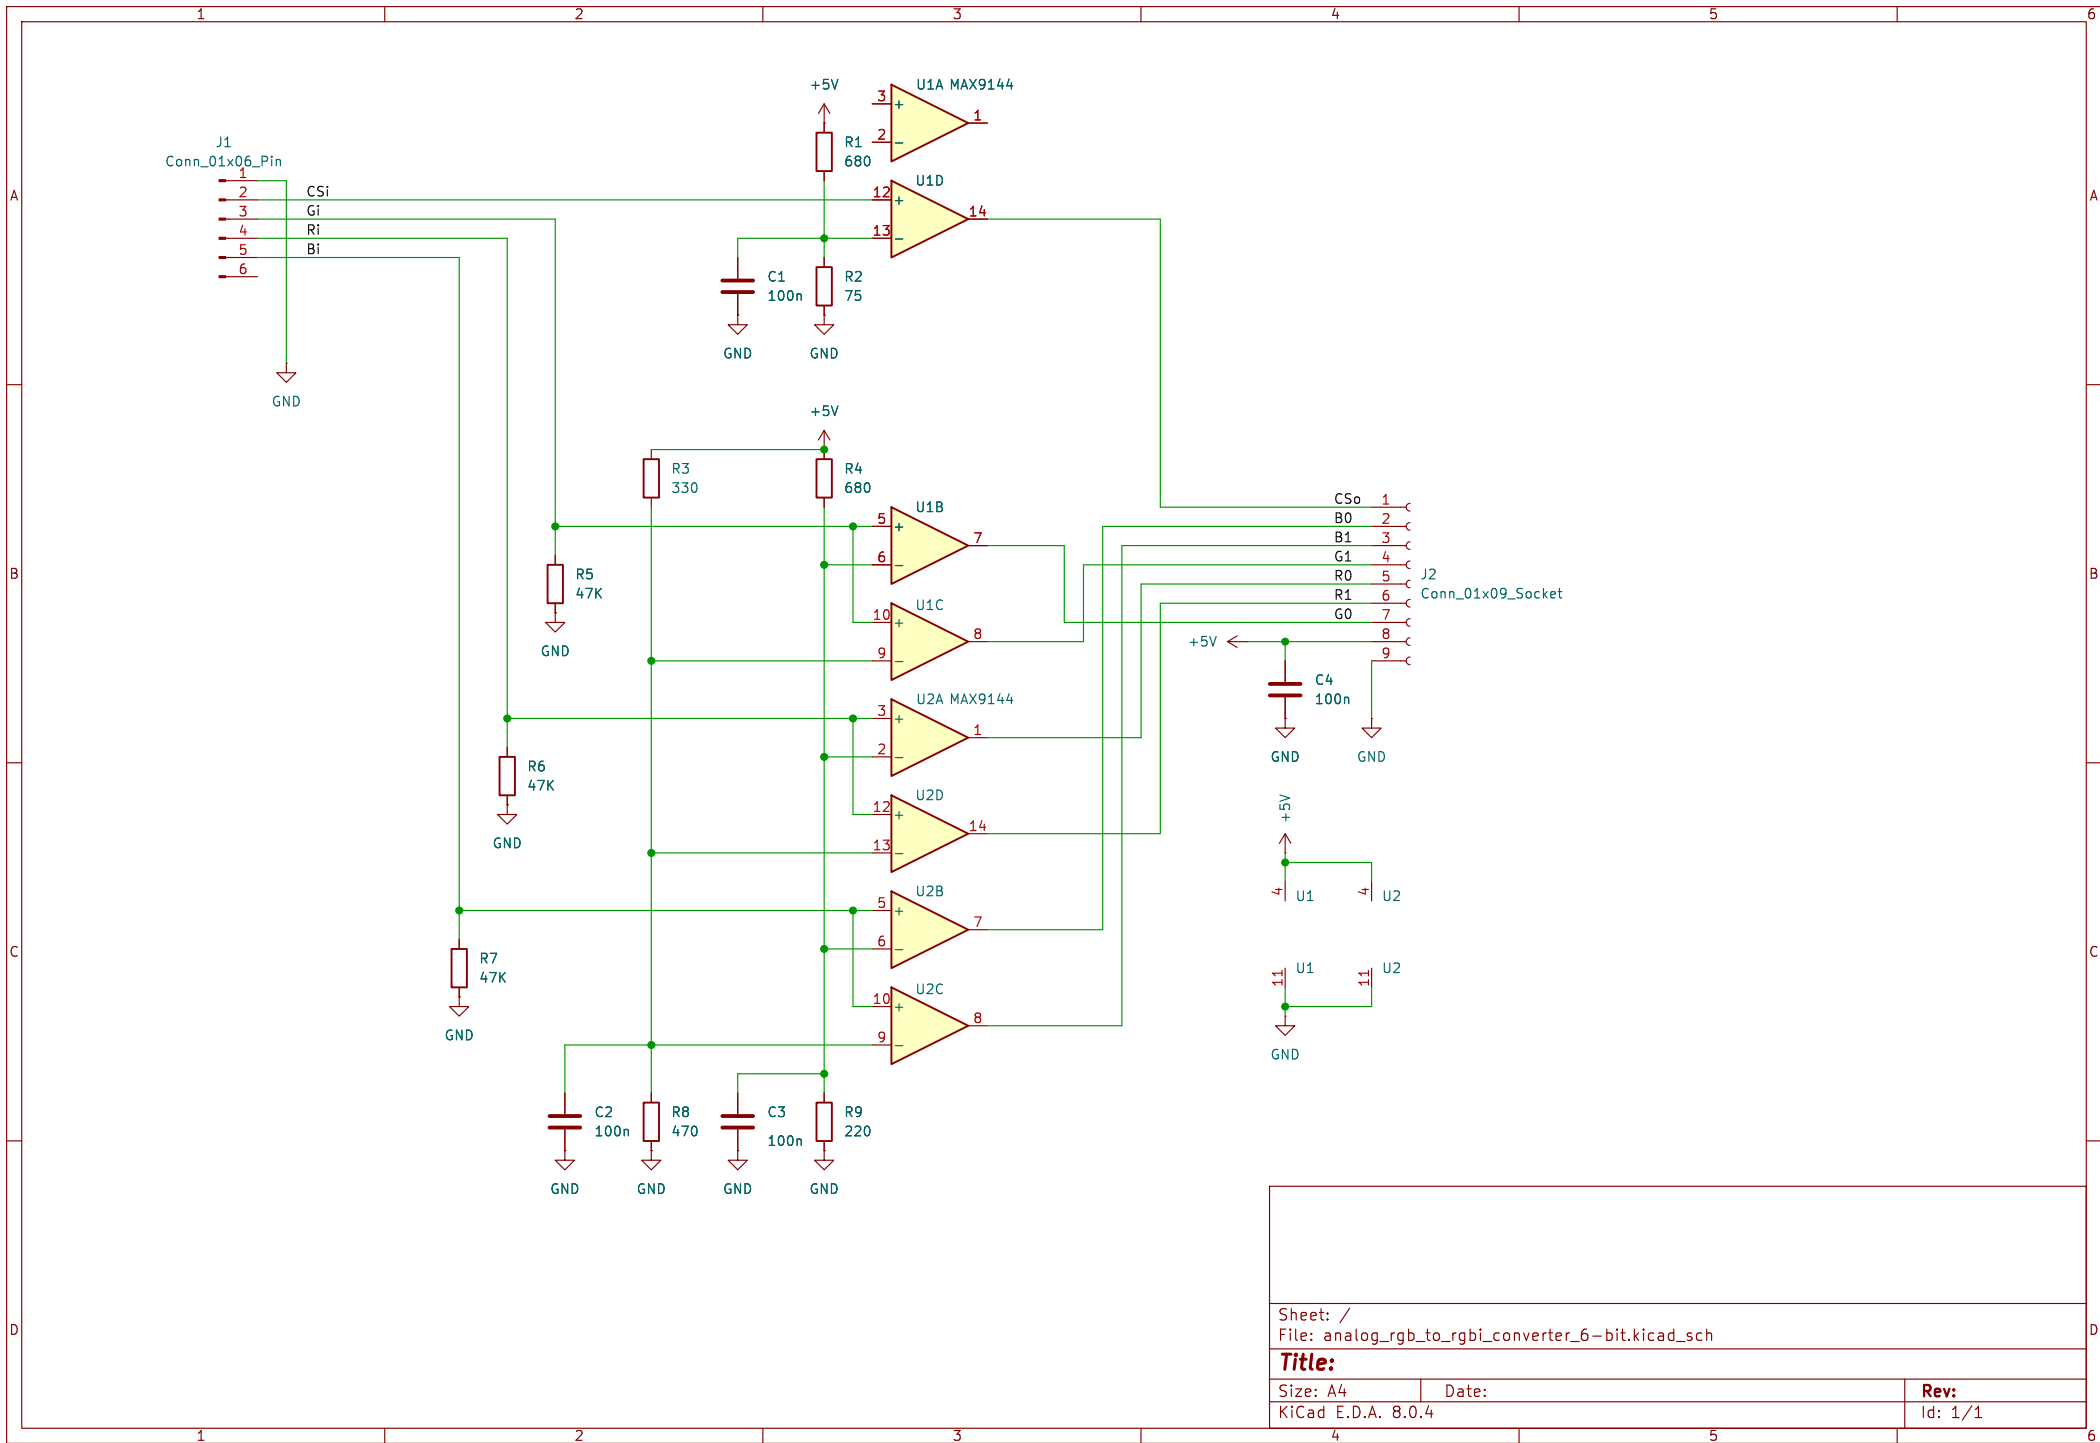 1 2 3 4 5 6
A
B
C
D
A
B
C
D
J1
Conn_01x06_Pin
1
2
3
4
5
6
CSi
Gi
Ri
Bi
GND
+5V
R1
680
U1A MAX9144
3
+
2
−
1
U1D
12
+
13
−
14
C1
100n
R2
75
GND
GND
+5V
R3
330
R4
680
U1B
5
+
6
−
7
R5
47K
GND
U1C
10
+
9
−
8
U2A MAX9144
3
+
2
−
1
R6
47K
GND
U2D
12
+
13
−
14
U2B
5
+
6
−
7
R7
47K
GND
U2C
10
+
9
−
8
C2
100n
R8
470
C3
100n
R9
220
GND
GND
GND
GND
CSo
B0
B1
G1
R0
R1
G0
1
2
3
4
5
6
7
8
9
J2
Conn_01x09_Socket
+5V
C4
100n
GND
GND
+5V
4
U1
4
U2
11
U1
11
U2
GND
Sheet: /
File: analog_rgb_to_rgbi_converter_6-bit.kicad_sch
Title:
Size: A4
Date:
Rev:
KiCad E.D.A. 8.0.4
Id: 1/1
1 2 3 4 5 6